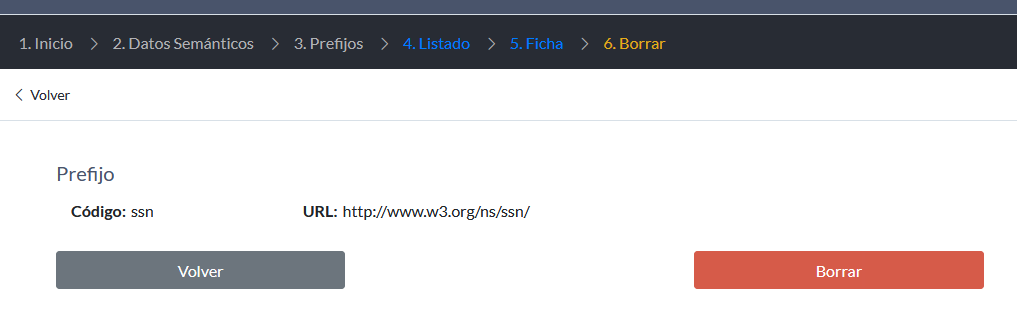 1. Inicio > 2. Datos Semánticos > 3. Prefijos > 4. Listado > 5. Ficha > 6. Borrar
< Volver
Prefijo
Código: ssn URL: http://www.w3.org/ns/ssn/
Volver Borrar